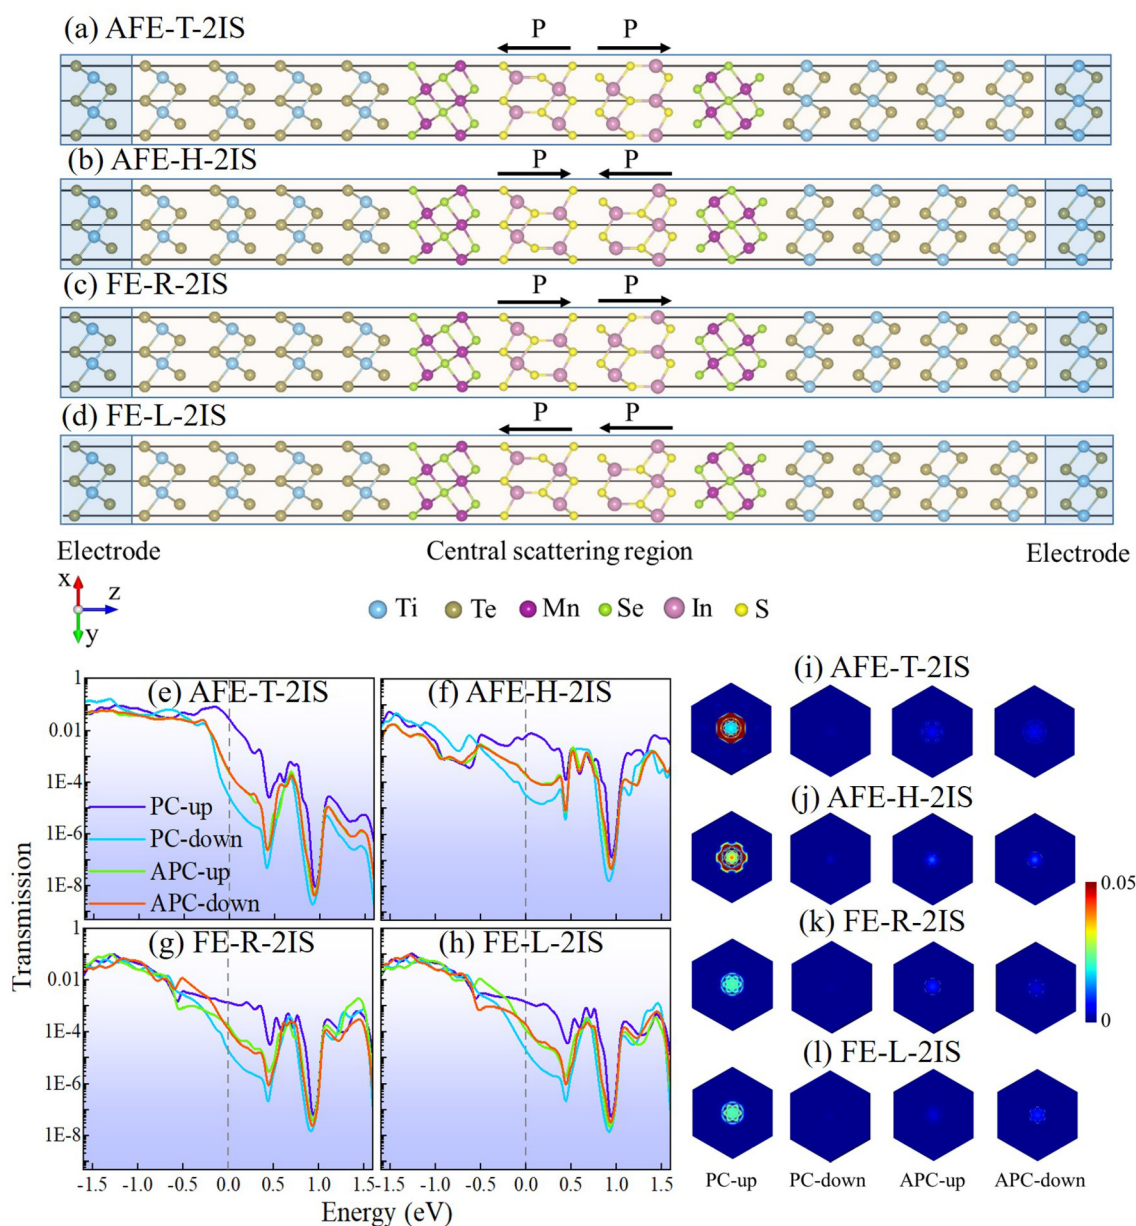 (a) AFE-T-2IS
P P
(b) AFE-H-2IS
P P
(c) FE-R-2IS
P P
(d) FE-L-2IS
P P
Electrode Central scattering region Electrode
x
z
y
Ti Te Mn Se In S
(e) AFE-T-2IS
(f) AFE-H-2IS
(g) FE-R-2IS
(h) FE-L-2IS
PC-up
PC-down
APC-up
APC-down
1
0.01
1E-4
1E-6
1E-8
1
0.01
1E-4
1E-6
1E-8
Transmission
-1.5 -1.0 -0.5 0.0 0.5 1.0 1.5
-1.5 -1.0 -0.5 0.0 0.5 1.0 1.5
Energy (eV)
(i) AFE-T-2IS
(j) AFE-H-2IS
(k) FE-R-2IS
(l) FE-L-2IS
0.05
0
PC-up PC-down APC-up APC-down